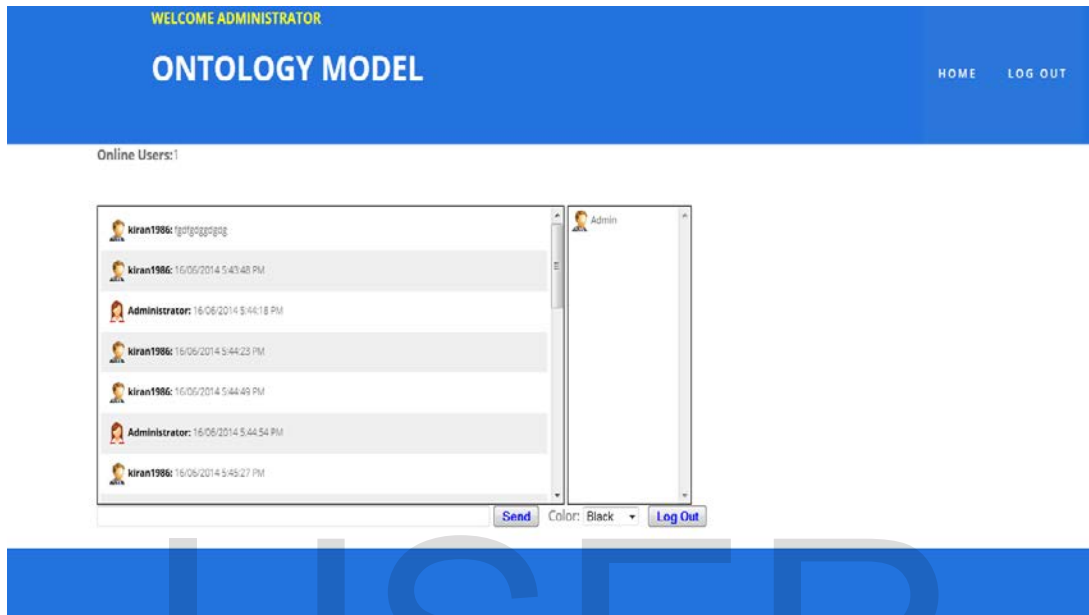 WELCOME ADMINISTRATOR
ONTOLOGY MODEL
HOME LOG OUT
Online Users:1
kiran1986: fgdfgdggdgdg
kiran1986: 16/06/2014 5:43:48 PM
Administrator: 16/06/2014 5:44:18 PM
kiran1986: 16/06/2014 5:44:23 PM
kiran1986: 16/06/2014 5:44:49 PM
Administrator: 16/06/2014 5:44:54 PM
kiran1986: 16/06/2014 5:45:27 PM
Admin
Send Color: Black Log Out